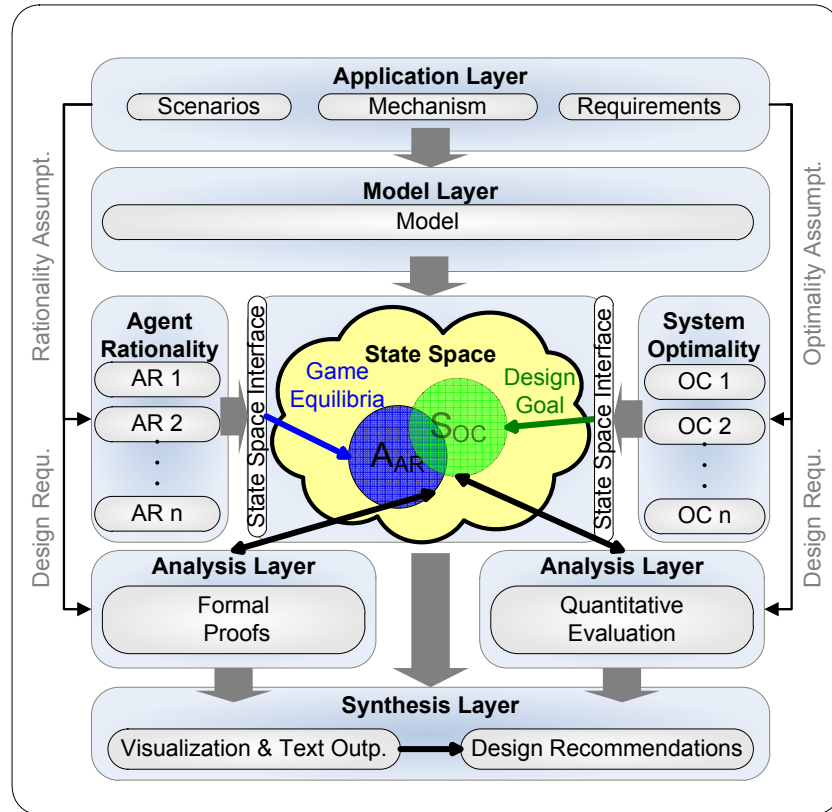 Application Layer
Scenarios
Mechanism
Requirements
Model Layer
Model
Rationality Assumpt.
Optimality Assumpt.
Agent
Rationality
AR 1
AR 2
.
.
.
AR n
State Space Interface
State Space
Game
Equilibria
Design
Goal
A_AR
S_OC
State Space Interface
System
Optimality
OC 1
OC 2
.
.
.
OC n
Design Requ.
Design Requ.
Analysis Layer
Formal
Proofs
Analysis Layer
Quantitative
Evaluation
Synthesis Layer
Visualization & Text Outp.
Design Recommendations